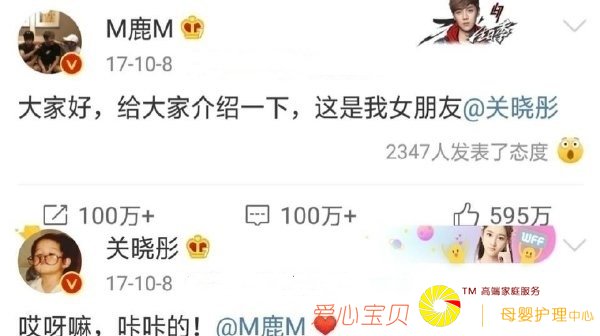 M鹿M
17-10-8
大家好，给大家介绍一下，这是我女朋友@关晓彤
2347人发表了态度
100万+
100万+
595万
关晓彤
WFF
17-10-8
TM 高端家庭服务
爱心宝贝
母婴护理中心
哎呀嘛，咔咔的！@M鹿M